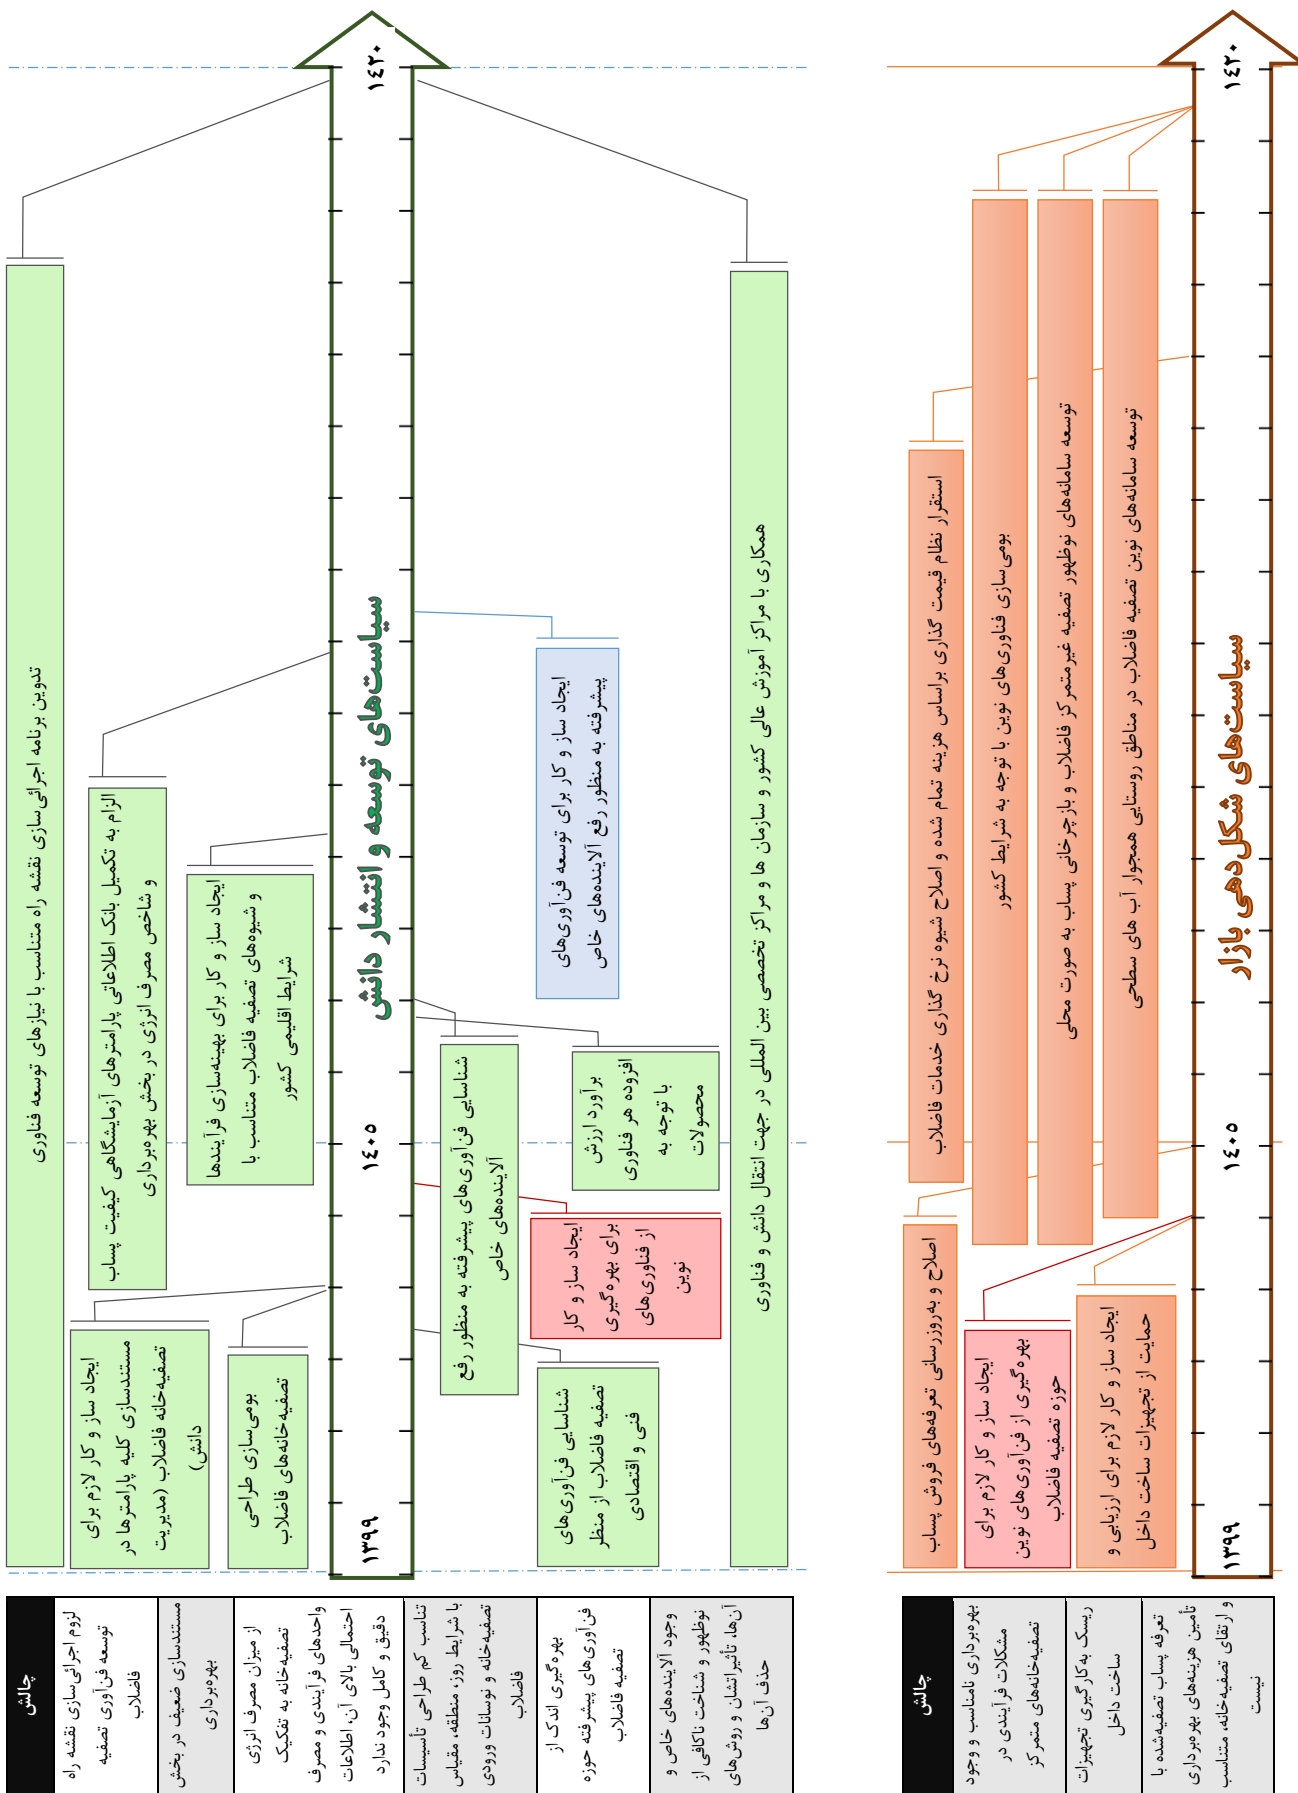 چالش
لزوم اجرائی‌سازی نقشه راه
توسعه فن‌آوری تصفیه
فاضلاب
مستندسازی ضعیف در بخش
بهره‌برداری
از میزان مصرف انرژی
تصفیه‌خانه به تفکیک
واحدهای فرآیندی و مصرف
احتمالی بالای آن، اطلاعات
دقیق و کامل وجود ندارد
تناسب کم طراحی تأسیسات
با شرایط روز، منطقه، مقیاس
تصفیه‌خانه و نوسانات ورودی
فاضلاب
فن‌آوری‌های پیشرفته حوزه
بهره‌گیری اندک از
تصفیه فاضلاب
وجود آلاینده‌های خاص و
نوظهور و شناخت ناکافی از
آن‌ها، تأثیراتشان و روش‌های
حذف آن‌ها
تدوین برنامه اجرائی‌سازی نقشه راه متناسب با نیازهای توسعه فناوری
ایجاد ساز و کار لازم برای
مستندسازی کلیه پارامترها در
تصفیه‌خانه فاضلاب (مدیریت
دانش)
الزام به تکمیل بانک اطلاعاتی پارامترهای آزمایشگاهی کیفیت پساب
و شاخص مصرف انرژی در بخش بهره‌برداری
بومی‌سازی طراحی
تصفیه‌خانه‌های فاضلاب
ایجاد ساز و کار برای بهینه‌سازی فرآیندها
و شیوه‌های تصفیه فاضلاب متناسب با
شرایط اقلیمی کشور
۱۳۹۹
۱٤۰٥
سیاست‌های توسعه و انتشار دانش
۱٤۲۰
شناسایی فن‌آوری‌های پیشرفته به منظور رفع
آلاینده‌های خاص
شناسایی فن‌آوری‌های
تصفیه فاضلاب از منظر
فنی و اقتصادی
ایجاد ساز و کار
برای بهره گیری
از فناوری‌های
نوین
برآورد ارزش
افزوده هر فناوری
با توجه به
محصولات
ایجاد ساز و کار برای توسعه فن‌آوری‌های
پیشرفته به منظور رفع آلاینده‌های خاص
همکاری با مراکز آموزش عالی کشور و سازمان ها و مراکز تخصصی بین المللی در جهت انتقال دانش و فناوری
چالش
بهره‌برداری نامناسب و وجود
مشکلات فرآیندی در
تصفیه‌خانه‌های متمرکز
ریسک به‌کارگیری تجهیزات
ساخت داخل
تعرفه پساب تصفیه‌شده با
تأمین هزینه‌های بهره‌برداری
و ارتقای تصفیه‌خانه، متناسب
نیست
اصلاح و به‌روزرسانی تعرفه‌های فروش پساب
استقرار نظام قیمت گذاری براساس هزینه تمام شده و اصلاح شیوه نرخ گذاری خدمات فاضلاب
ایجاد ساز و کار لازم برای
بهره‌گیری از فن‌آوری‌های نوین
حوزه تصفیه فاضلاب
بومی‌سازی فناوری‌های نوین با توجه به شرایط کشور
توسعه سامانه‌های نوظهور تصفیه غیرمتمرکز فاضلاب و بازچرخانی پساب به صورت محلی
ایجاد ساز و کار لازم برای ارزیابی و
حمایت از تجهیزات ساخت داخل
توسعه سامانه‌های نوین تصفیه فاضلاب در مناطق روستایی همجوار آب های سطحی
۱۳۹۹
۱٤۰٥
سیاست‌های شکل‌دهی بازار
۱٤۲۰